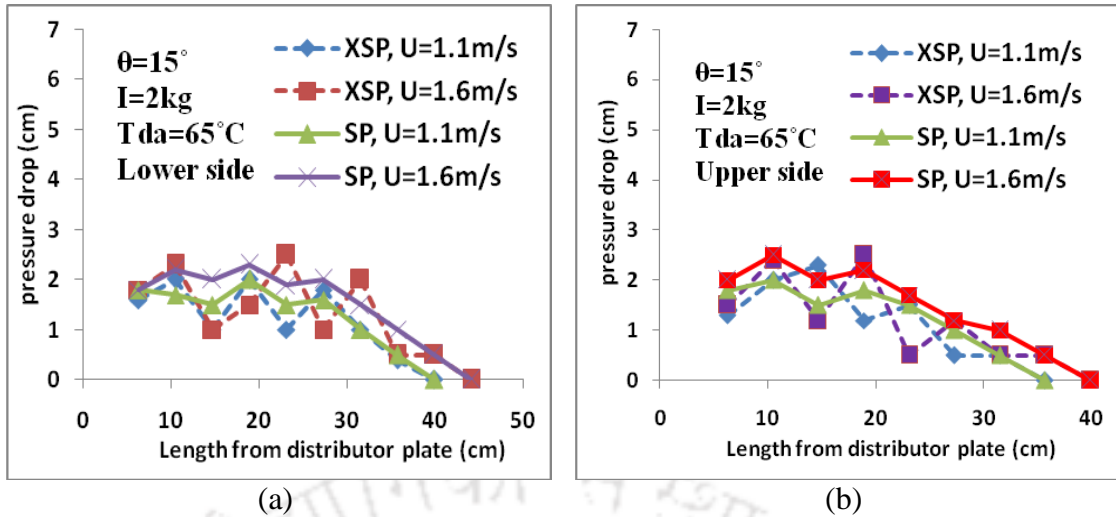 7
6
5
4
3
2
1
0
pressure drop (cm)
θ=15°
I=2kg
Tda=65°C
Lower side
XSP, U=1.1m/s
XSP, U=1.6m/s
SP, U=1.1m/s
SP, U=1.6m/s
0 10 20 30 40 50
Length from distributor plate (cm)
(a)
7
6
5
4
3
2
1
0
pressure drop (cm)
θ=15°
I=2kg
Tda=65°C
Upper side
XSP, U=1.1m/s
XSP, U=1.6m/s
SP, U=1.1m/s
SP, U=1.6m/s
0 10 20 30 40
Length from distributor plate (cm)
(b)